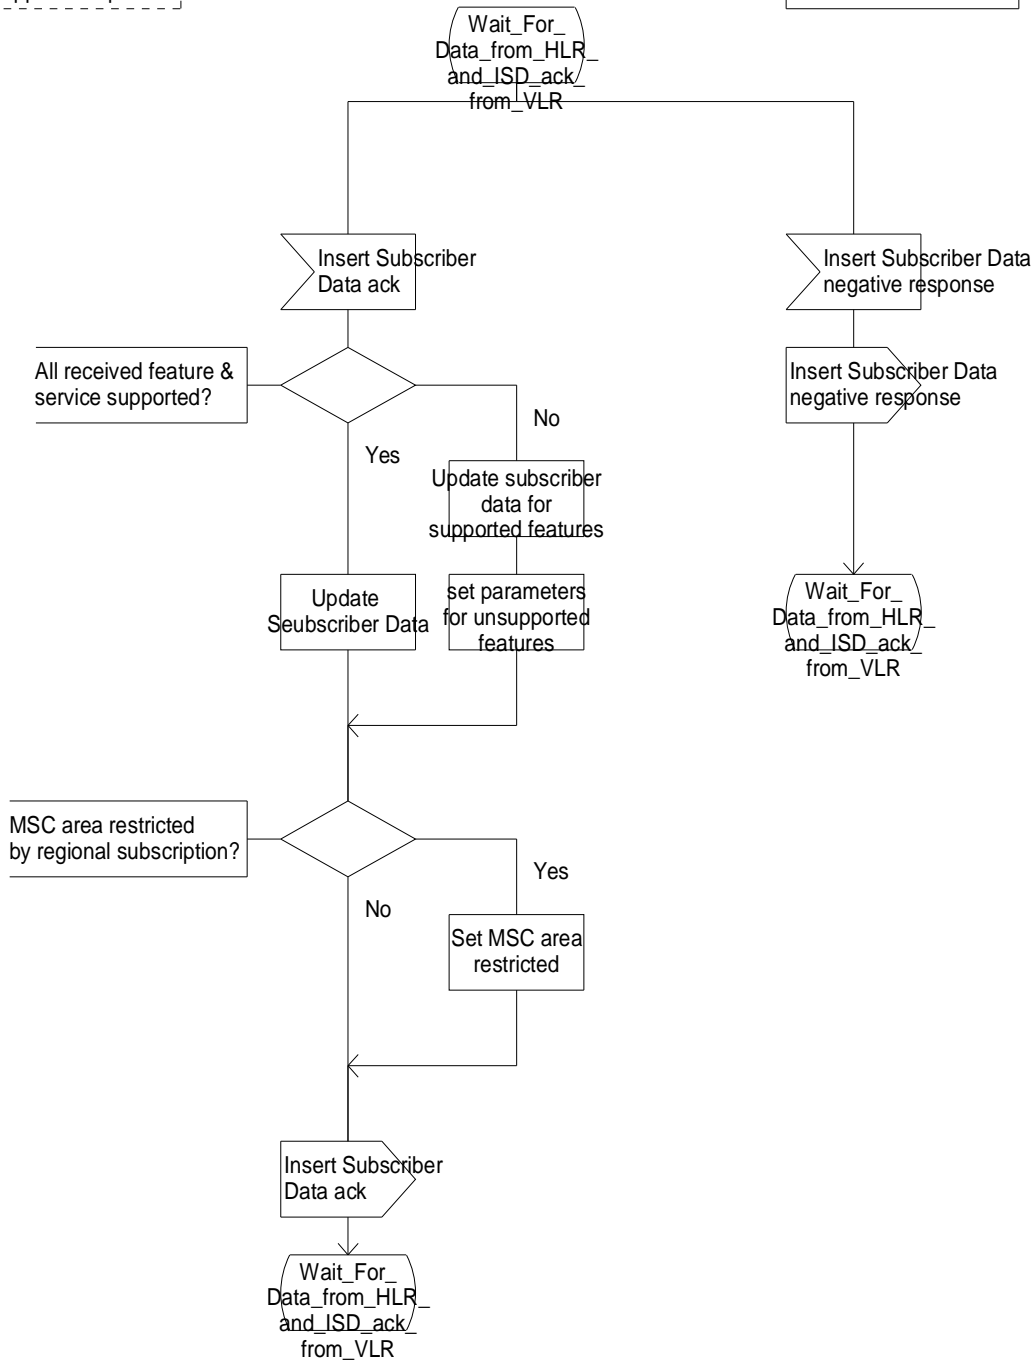 Wait_For_
Data_from_HLR_
and_ISD_ack_
from_VLR
Insert Subscriber
Data ack
Insert Subscriber Data
negative response
All received feature &
service supported?
Insert Subscriber Data
negative response
No
Yes
Update subscriber
data for
supported features
Update
Seubscriber Data
set parameters
for unsupported
features
Wait_For_
Data_from_HLR_
and_ISD_ack_
from_VLR
MSC area restricted
by regional subscription?
Yes
No
Set MSC area
restricted
Insert Subscriber
Data ack
Wait_For_
Data_from_HLR_
and_ISD_ack_
from_VLR